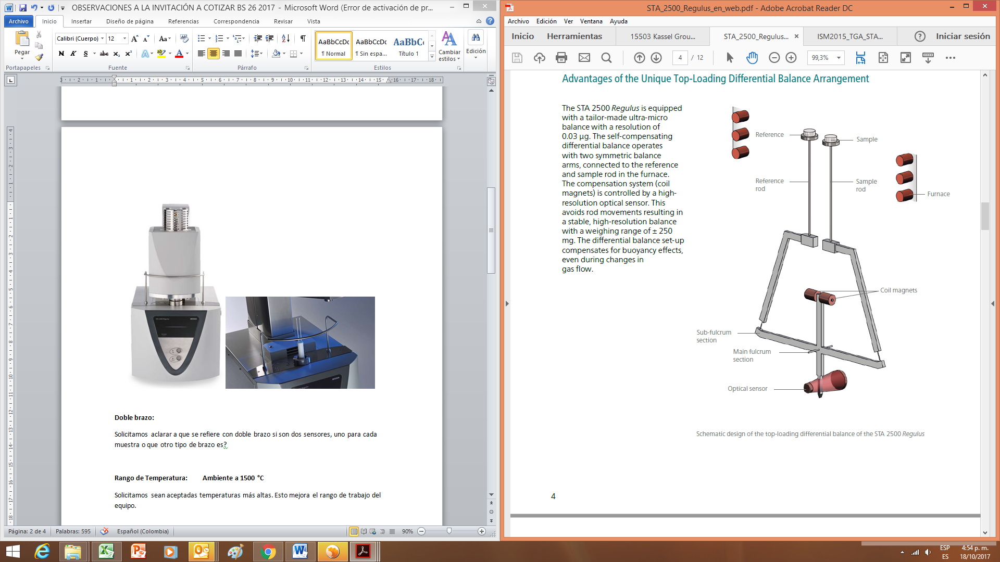 OBSERVACIONES A LA INVITACIÓN A COTIZAR BS 26 2017 - Microsoft Word (Error de activación de pr...
Archivo Inicio Insertar Diseño de página Referencias Correspondencia Revisar Vista
Calibri (Cuerpo) 12
Pegar
N K S abc x₂ x²
AaBbCcDc AaBbCcDc AaBbC
¶ Normal ¶ Sin espa... Título 1
Cambiar estilos
Edición
Portapapeles Fuente Párrafo Estilos
Doble brazo:
Solicitamos aclarar a que se refiere con doble brazo si son dos sensores, uno para cada
muestra o que otro tipo de brazo es?
Rango de Temperatura: Ambiente a 1500 °C
Solicitamos sean aceptadas temperaturas más altas. Esto mejora el rango de trabajo del
equipo.
Página: 2 de 4 Palabras: 595 Español (Colombia) 90%
STA_2500_Regulus_en_web.pdf - Adobe Acrobat Reader DC
Archivo Edición Ver Ventana Ayuda
Inicio Herramientas 15503 Kassel Grou... STA_2500_Regulus... × ISM2015_TGA_STA... Iniciar sesión
4 / 12 99,3%
Advantages of the Unique Top-Loading Differential Balance Arrangement
The STA 2500 Regulus is equipped
with a tailor-made ultra-micro
balance with a resolution of
0.03 µg. The self-compensating
differential balance operates
with two symmetric balance
arms, connected to the reference
and sample rod in the furnace.
The compensation system (coil
magnets) is controlled by a high-
resolution optical sensor. This
avoids rod movements resulting in
a stable, high-resolution balance
with a weighing range of ± 250
mg. The differential balance set-up
compensates for buoyancy effects,
even during changes in
gas flow.
Reference
Sample
Reference
rod
Sample
rod
Furnace
Coil magnets
Sub-fulcrum
section
Main fulcrum
section
Optical sensor
Schematic design of the top-loading differential balance of the STA 2500 Regulus
4
ESP
ES
4:54 p. m.
18/10/2017